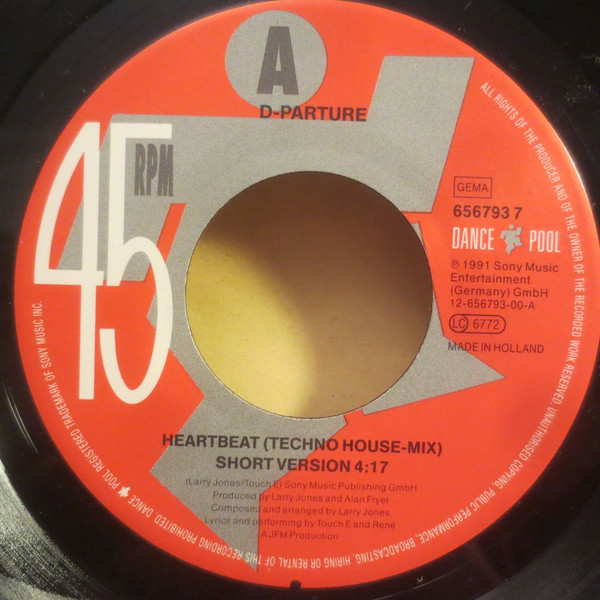 A
D-PARTURE
45
RPM
GEMA
656793 7
DANCE POOL
℗ 1991 Sony Music
Entertainment
(Germany) GmbH
12-656793-00-A
LC 6772
MADE IN HOLLAND
HEARTBEAT (TECHNO HOUSE-MIX)
SHORT VERSION 4:17
(Larry Jones/Touch E) Sony Music Publishing GmbH
Produced by Larry Jones and Alan Fryer
Composed and arranged by Larry Jones
Lyrics and performing by Touch E and René
A JFM Production
ALL RIGHTS OF THE PRODUCER AND OF THE OWNER OF THE RECORDED WORK RESERVED. UNAUTHORISED COPYING, PUBLIC PERFORMANCE, BROADCASTING, HIRING OR RENTAL OF THIS RECORDING PROHIBITED. DANCE POOL REGISTERED TRADEMARK OF SONY MUSIC INC.